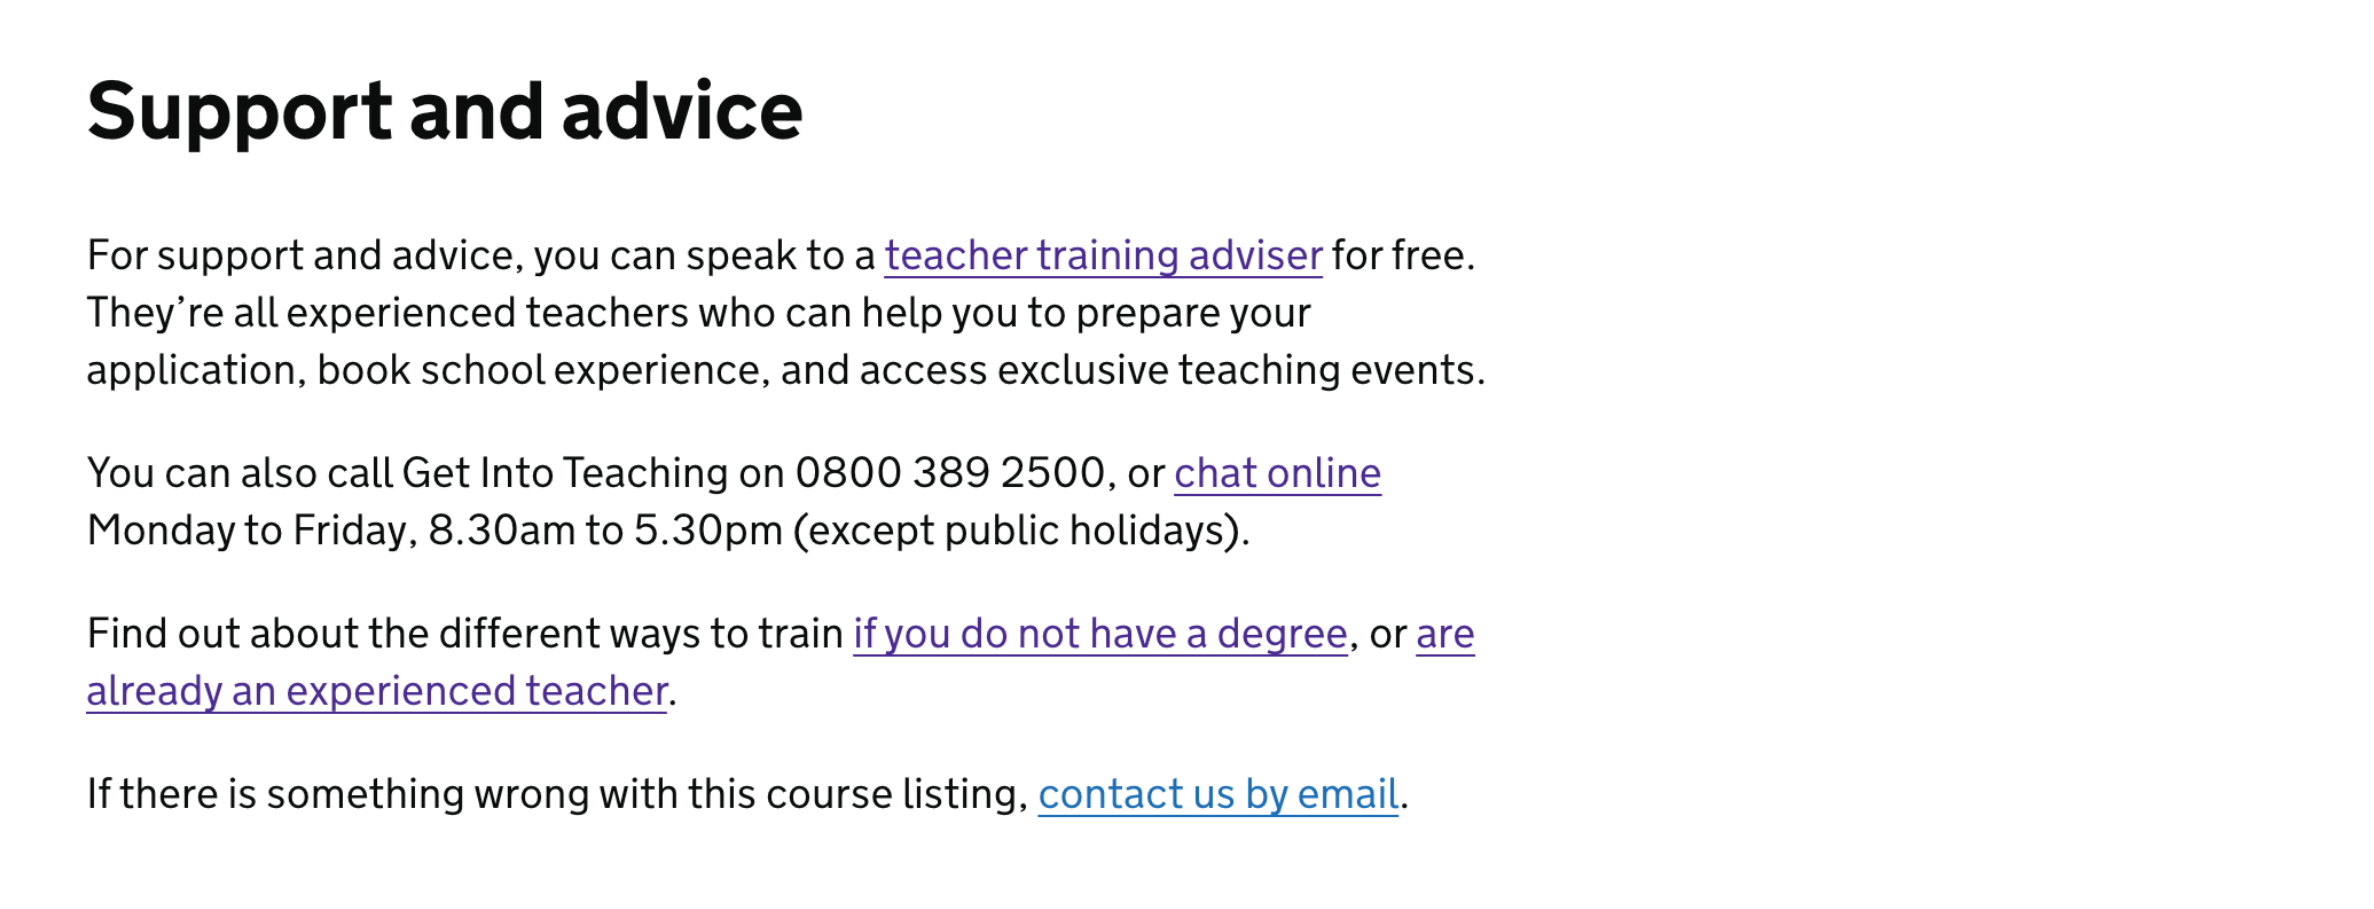 Support and advice
For support and advice, you can speak to a teacher training adviser for free.
They’re all experienced teachers who can help you to prepare your
application, book school experience, and access exclusive teaching events.
You can also call Get Into Teaching on 0800 389 2500, or chat online
Monday to Friday, 8.30am to 5.30pm (except public holidays).
Find out about the different ways to train if you do not have a degree, or are
already an experienced teacher.
If there is something wrong with this course listing, contact us by email.